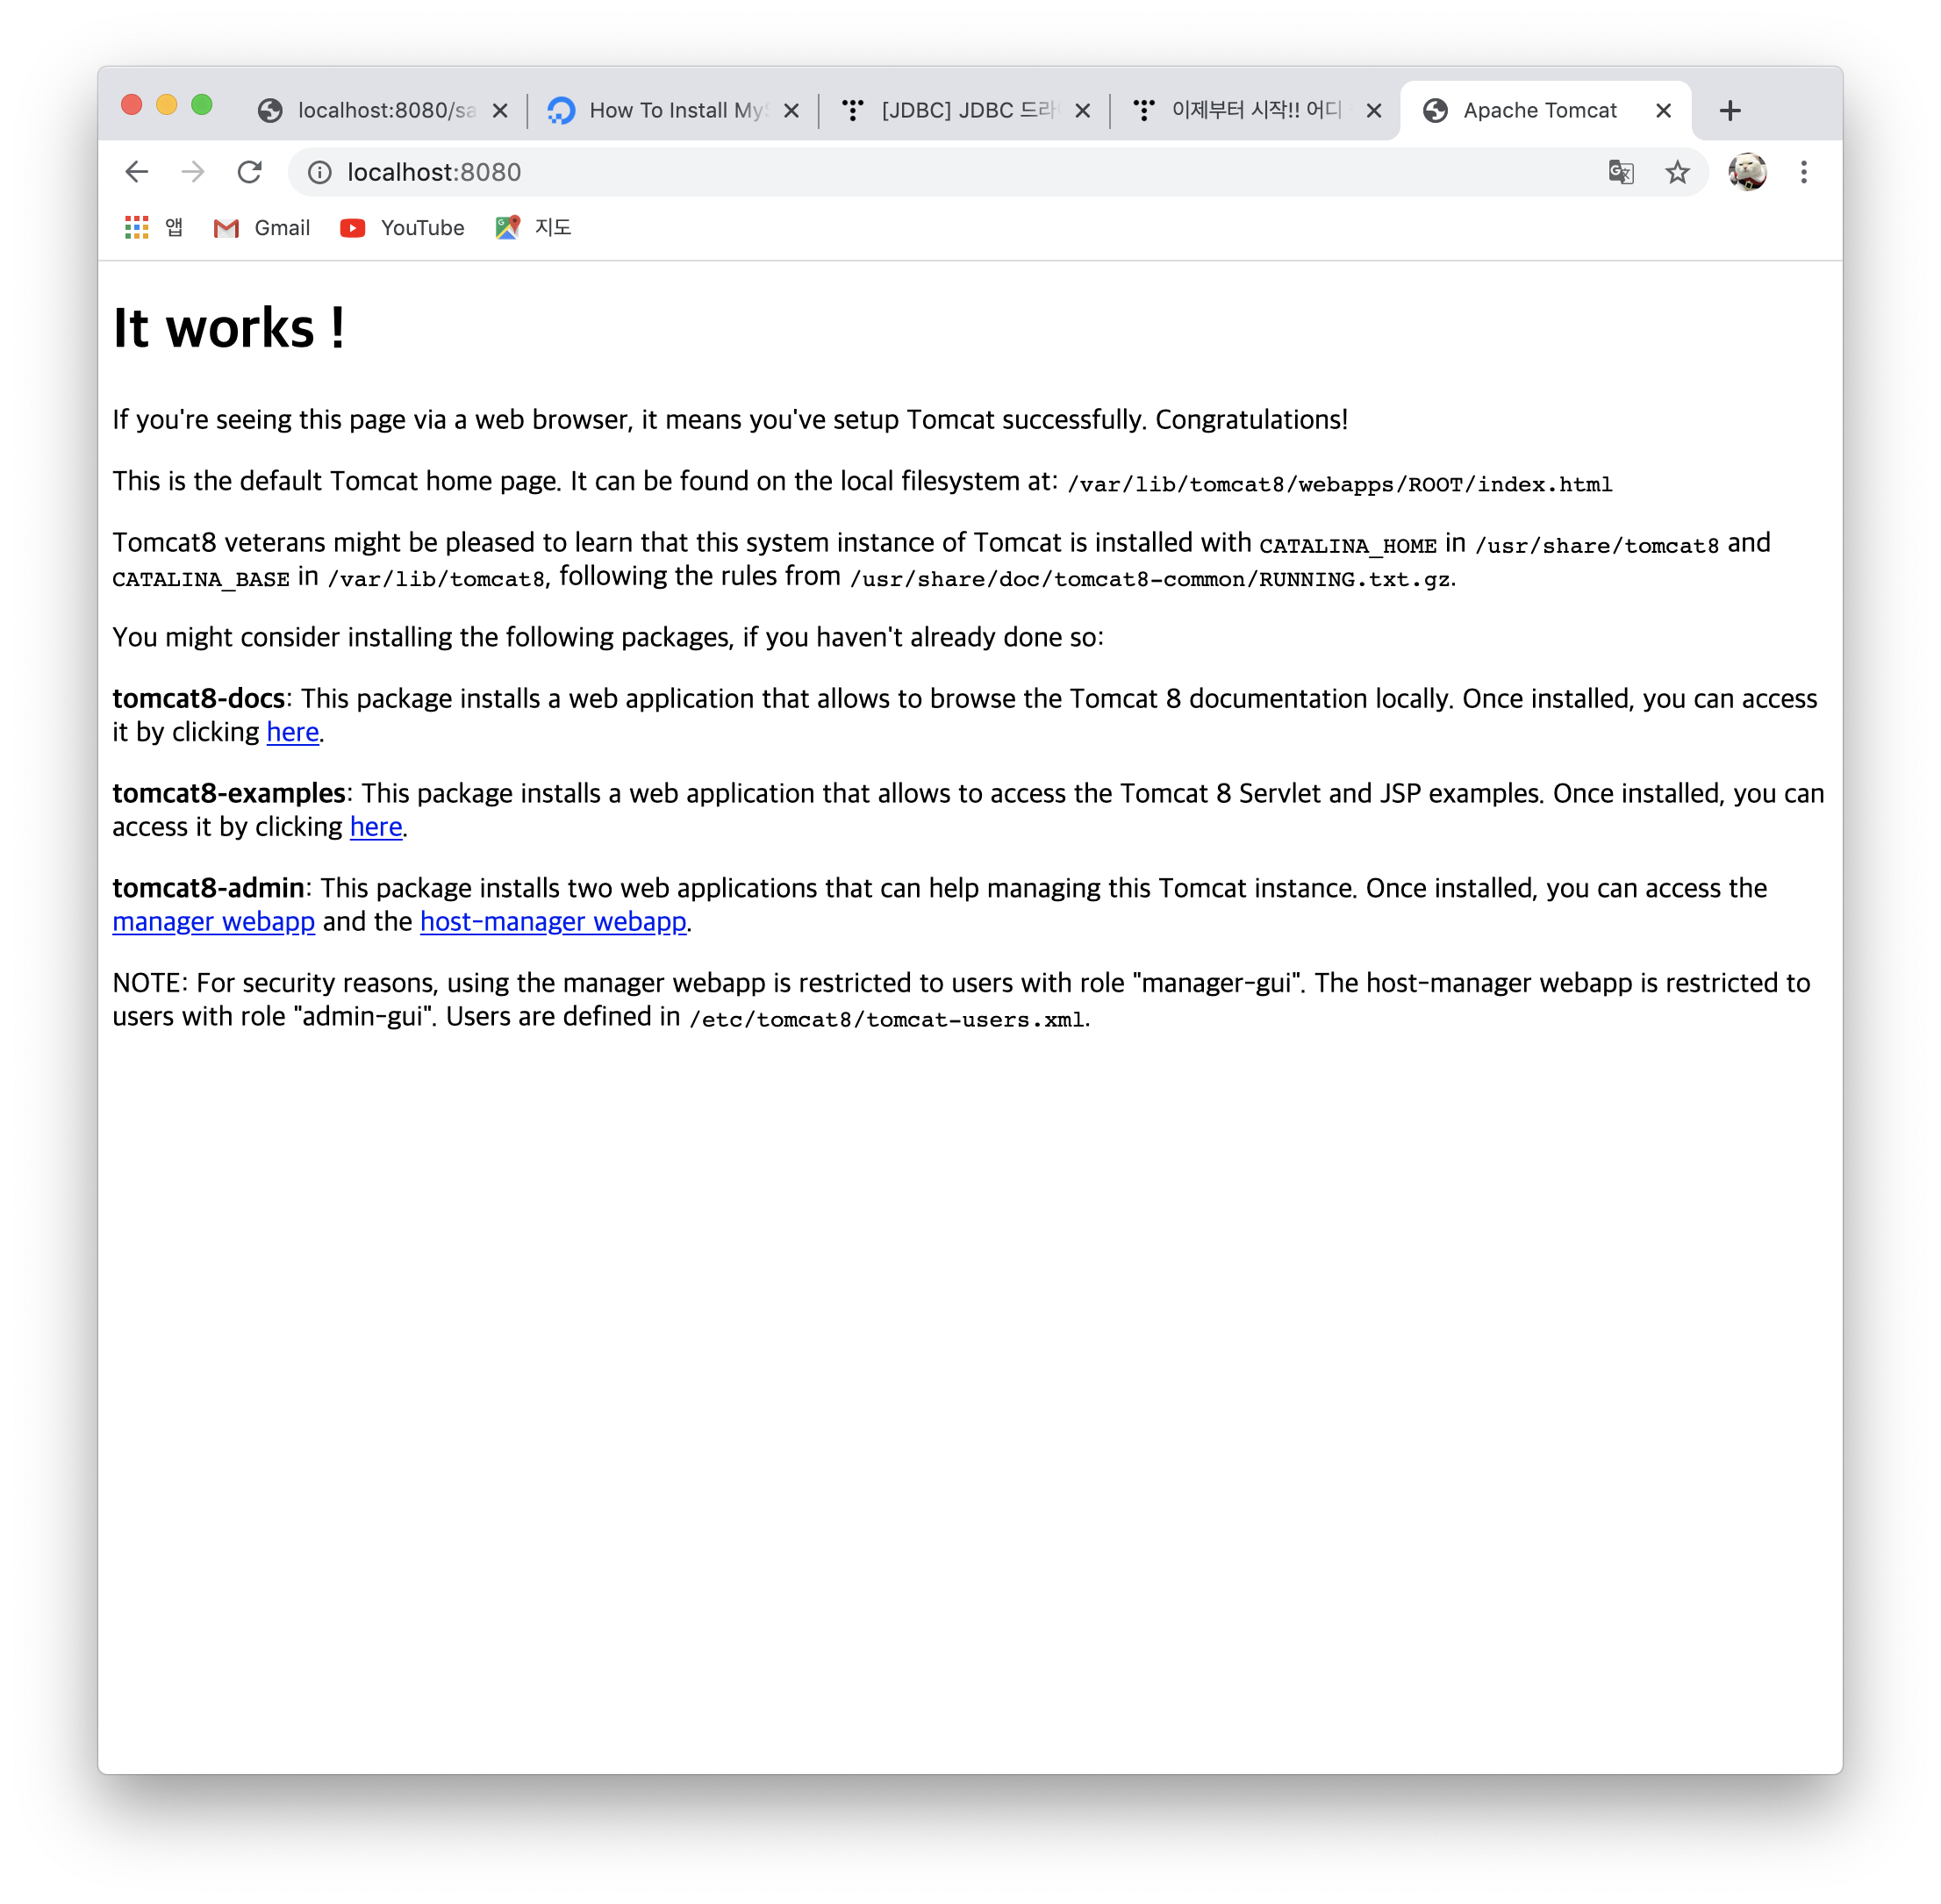 localhost:8080/sa
How To Install My
[JDBC] JDBC 드라
이제부터 시작!! 어디
Apache Tomcat
localhost:8080
앱
Gmail
YouTube
지도
It works !
If you're seeing this page via a web browser, it means you've setup Tomcat successfully. Congratulations!
This is the default Tomcat home page. It can be found on the local filesystem at: /var/lib/tomcat8/webapps/ROOT/index.html
Tomcat8 veterans might be pleased to learn that this system instance of Tomcat is installed with CATALINA_HOME in /usr/share/tomcat8 and
CATALINA_BASE in /var/lib/tomcat8, following the rules from /usr/share/doc/tomcat8-common/RUNNING.txt.gz.
You might consider installing the following packages, if you haven't already done so:
tomcat8-docs: This package installs a web application that allows to browse the Tomcat 8 documentation locally. Once installed, you can access
it by clicking here.
tomcat8-examples: This package installs a web application that allows to access the Tomcat 8 Servlet and JSP examples. Once installed, you can
access it by clicking here.
tomcat8-admin: This package installs two web applications that can help managing this Tomcat instance. Once installed, you can access the
manager webapp and the host-manager webapp.
NOTE: For security reasons, using the manager webapp is restricted to users with role "manager-gui". The host-manager webapp is restricted to
users with role "admin-gui". Users are defined in /etc/tomcat8/tomcat-users.xml.